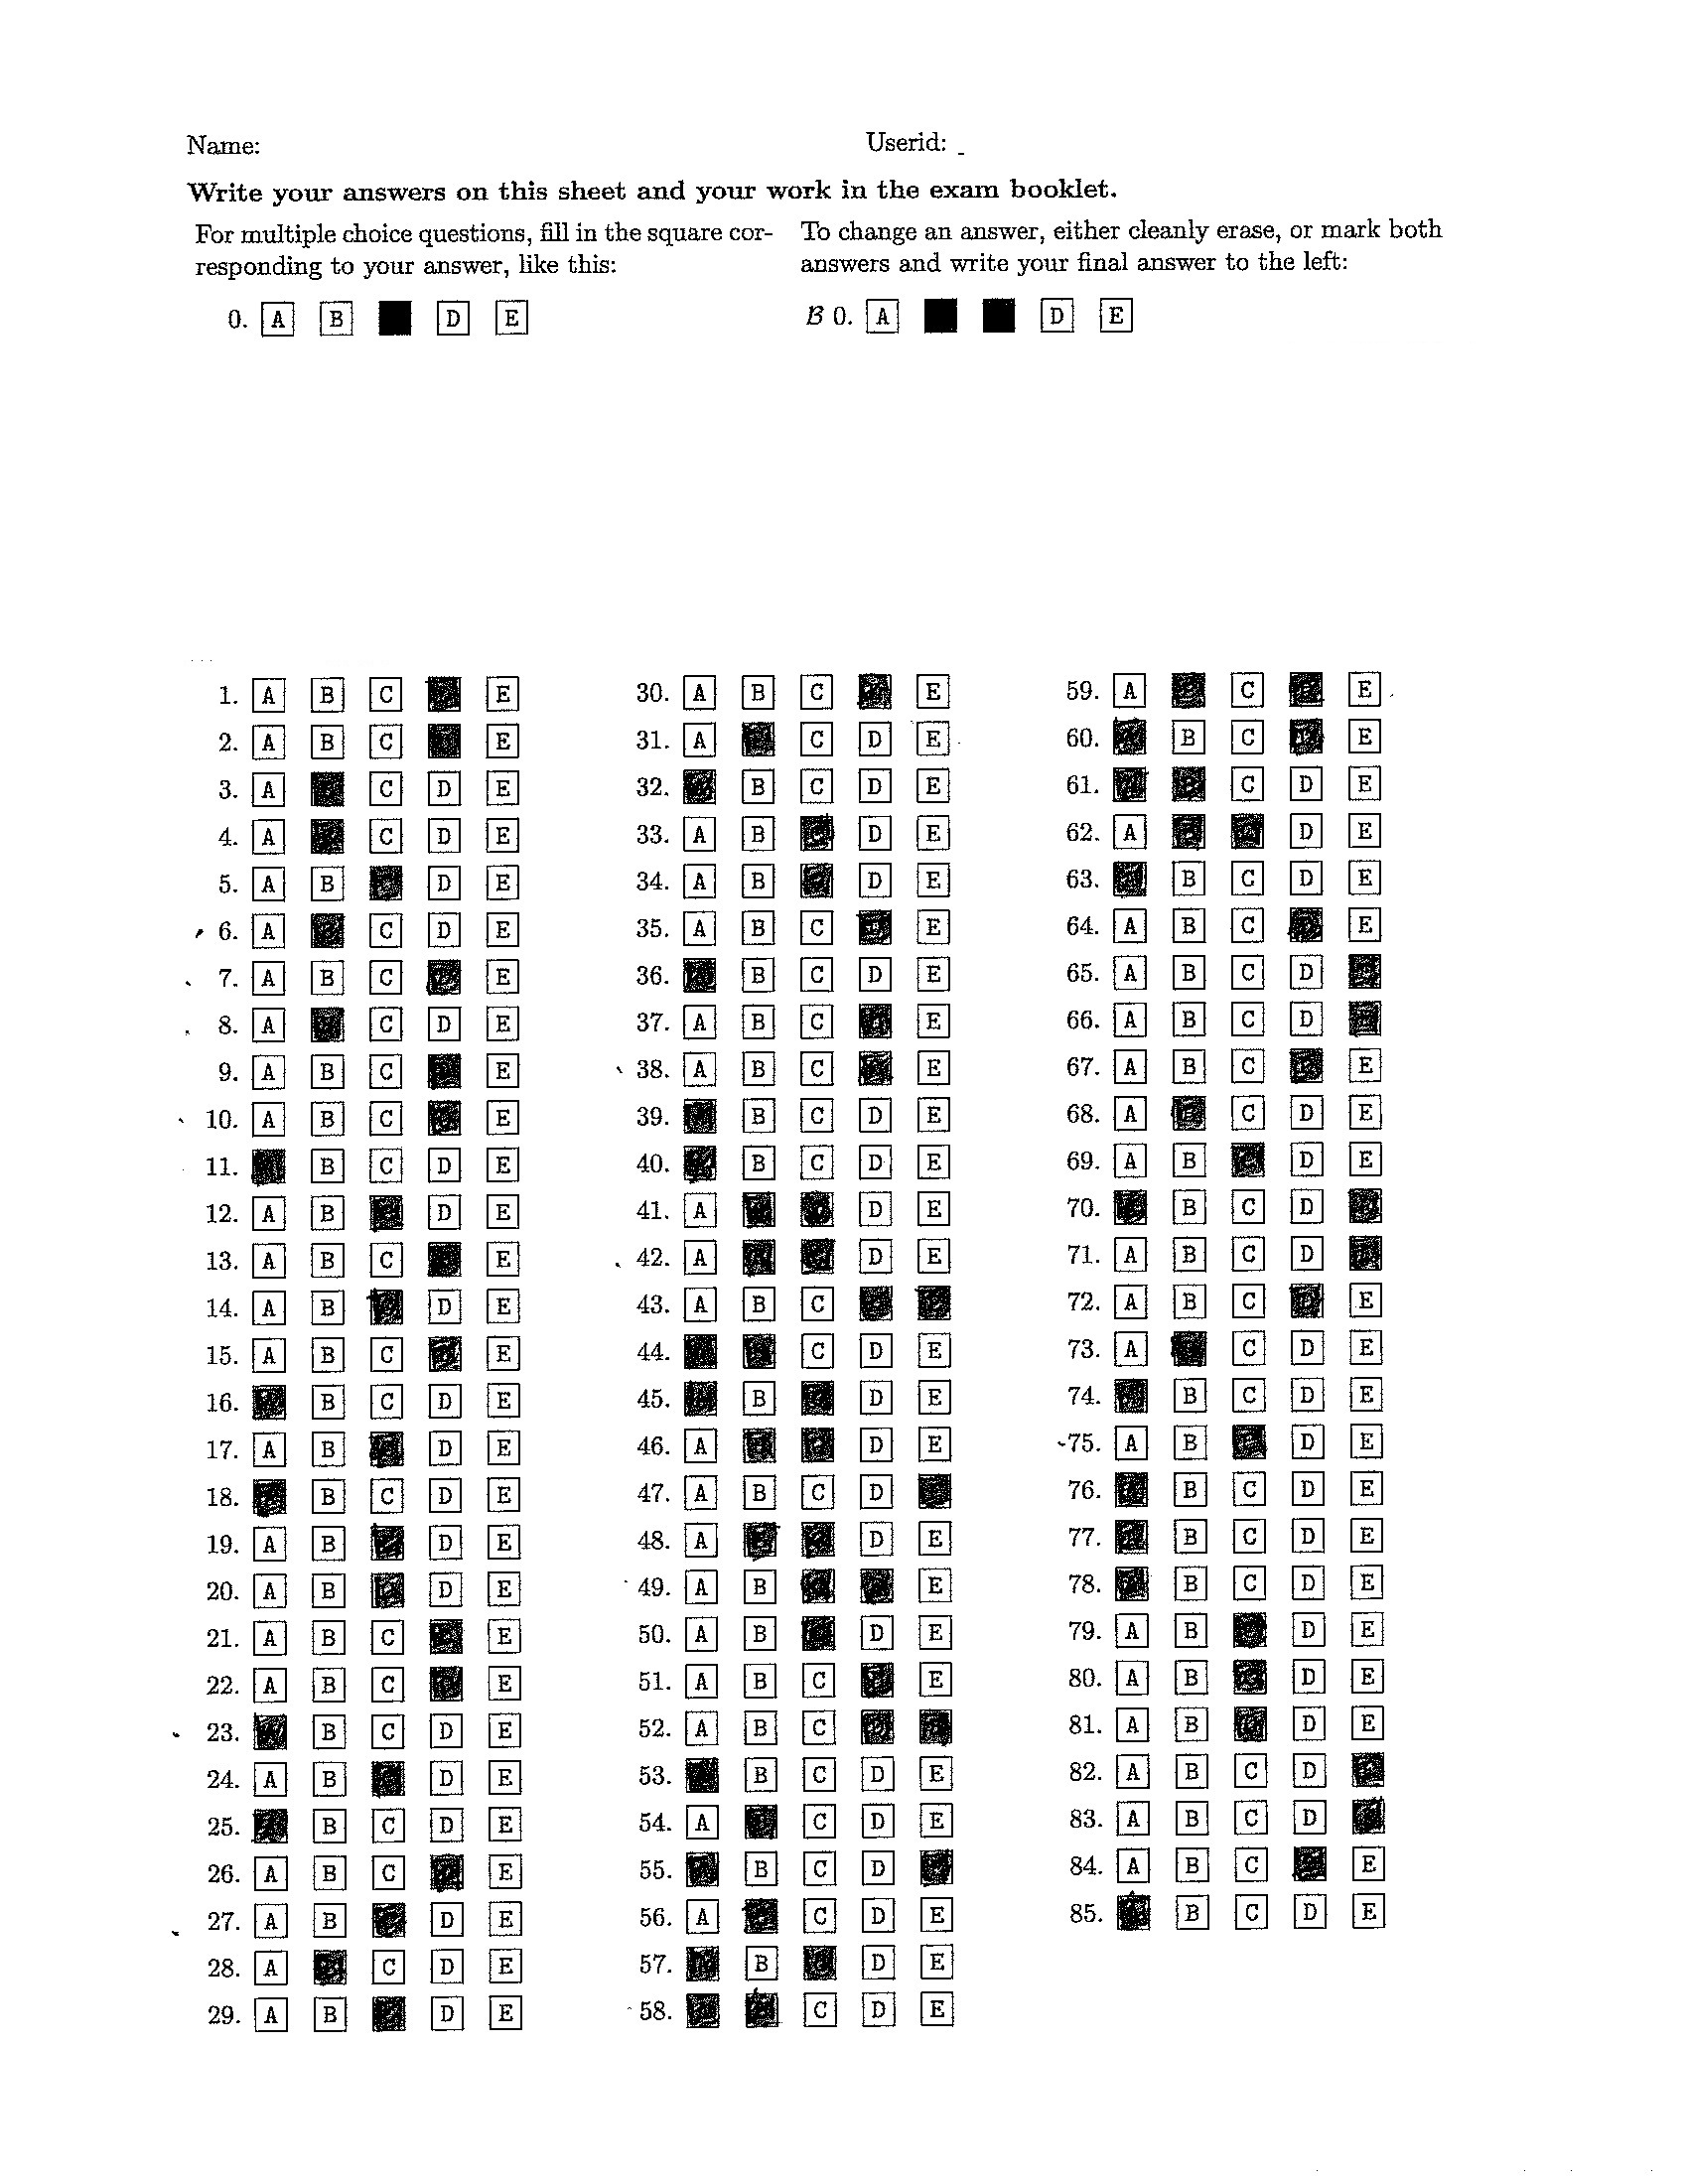 Name:
Userid:
Write your answers on this sheet and your work in the exam booklet.
For multiple choice questions, fill in the square cor-
responding to your answer, like this:
To change an answer, either cleanly erase, or mark both
answers and write your final answer to the left:
0. A B D E
B 0. A D E
1. A B C E
2. A B C E
3. A C D E
4. A C D E
5. A B D E
6. A C D E
7. A B C E
8. A C D E
9. A B C E
10. A B C E
11. B C D E
12. A B D E
13. A B C E
14. A B D E
15. A B C E
16. B C D E
17. A B D E
18. B C D E
19. A B D E
20. A B D E
21. A B C E
22. A B C E
23. B C D E
24. A B D E
25. B C D E
26. A B C E
27. A B D E
28. A C D E
29. A B D E
30. A B C E
31. A C D E
32. B C D E
33. A B D E
34. A B D E
35. A B C E
36. B C D E
37. A B C E
38. A B C E
39. B C D E
40. B C D E
41. A D E
42. A D E
43. A B C
44. C D E
45. B D E
46. A D E
47. A B C D
48. A D E
49. A B E
50. A B D E
51. A B C E
52. A B C
53. B C D E
54. A C D E
55. B C D
56. A C D E
57. B D E
58. C D E
59. A C E
60. B C E
61. C D E
62. A D E
63. B C D E
64. A B C E
65. A B C D
66. A B C D
67. A B C E
68. A C D E
69. A B D E
70. B C D
71. A B C D
72. A B C E
73. A C D E
74. B C D E
75. A B D E
76. B C D E
77. B C D E
78. B C D E
79. A B D E
80. A B D E
81. A B D E
82. A B C D
83. A B C D
84. A B C E
85. B C D E